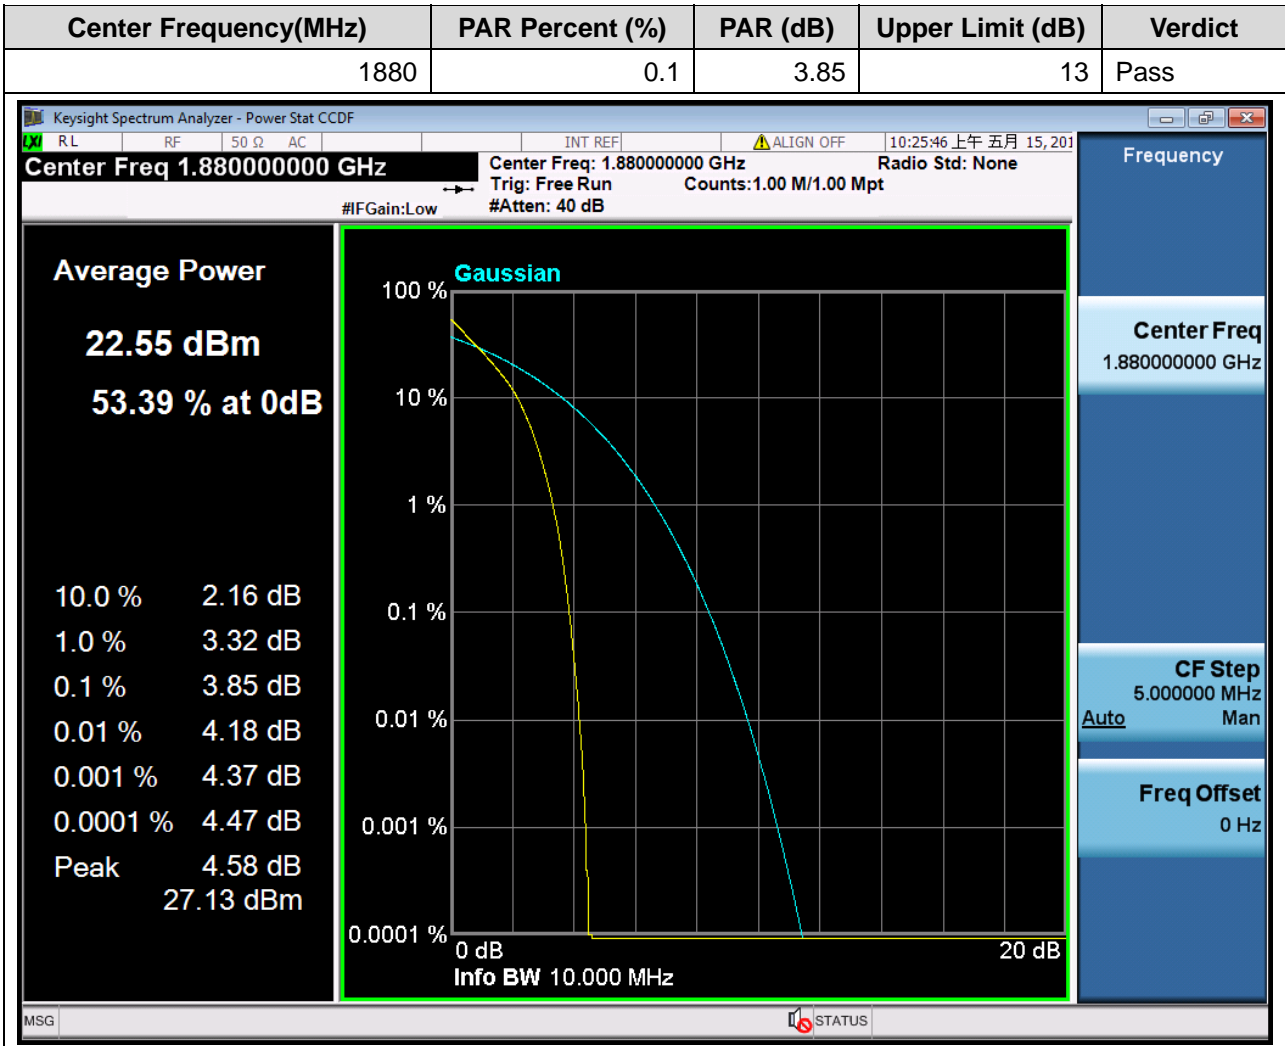 Center Frequency(MHz) PAR Percent (%) PAR (dB) Upper Limit (dB) Verdict
1880 0.1 3.85 13 Pass
Keysight Spectrum Analyzer - Power Stat CCDF
LXI RL RF 50 Ω AC INT REF ALIGN OFF 10:25:46 上午 五月 15, 201
Center Freq 1.880000000 GHz
Center Freq: 1.880000000 GHz Radio Std: None
Trig: Free Run Counts:1.00 M/1.00 Mpt
#IFGain:Low #Atten: 40 dB
Average Power
22.55 dBm
53.39 % at 0dB
10.0 % 2.16 dB
1.0 % 3.32 dB
0.1 % 3.85 dB
0.01 % 4.18 dB
0.001 % 4.37 dB
0.0001 % 4.47 dB
Peak 4.58 dB
27.13 dBm
Gaussian
100 %
10 %
1 %
0.1 %
0.01 %
0.001 %
0.0001 %
0 dB 20 dB
Info BW 10.000 MHz
Frequency
Center Freq
1.880000000 GHz
CF Step
5.000000 MHz
Auto Man
Freq Offset
0 Hz
MSG STATUS